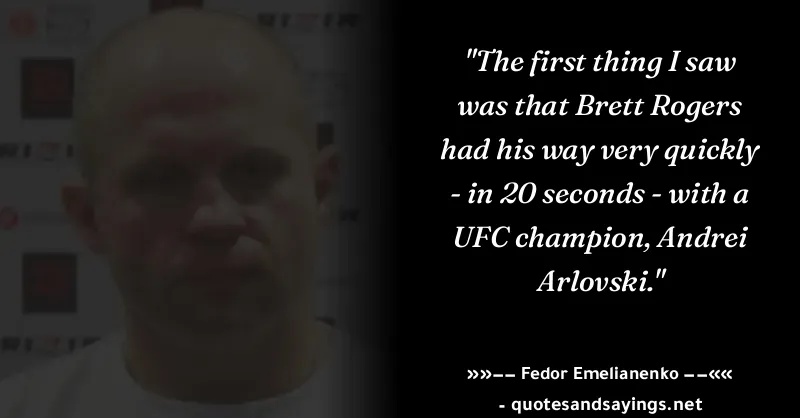 "The first thing I saw
was that Brett Rogers
had his way very quickly
- in 20 seconds - with a
UFC champion, Andrei
Arlovski."
»»-- Fedor Emelianenko --««
- quotesandsayings.net